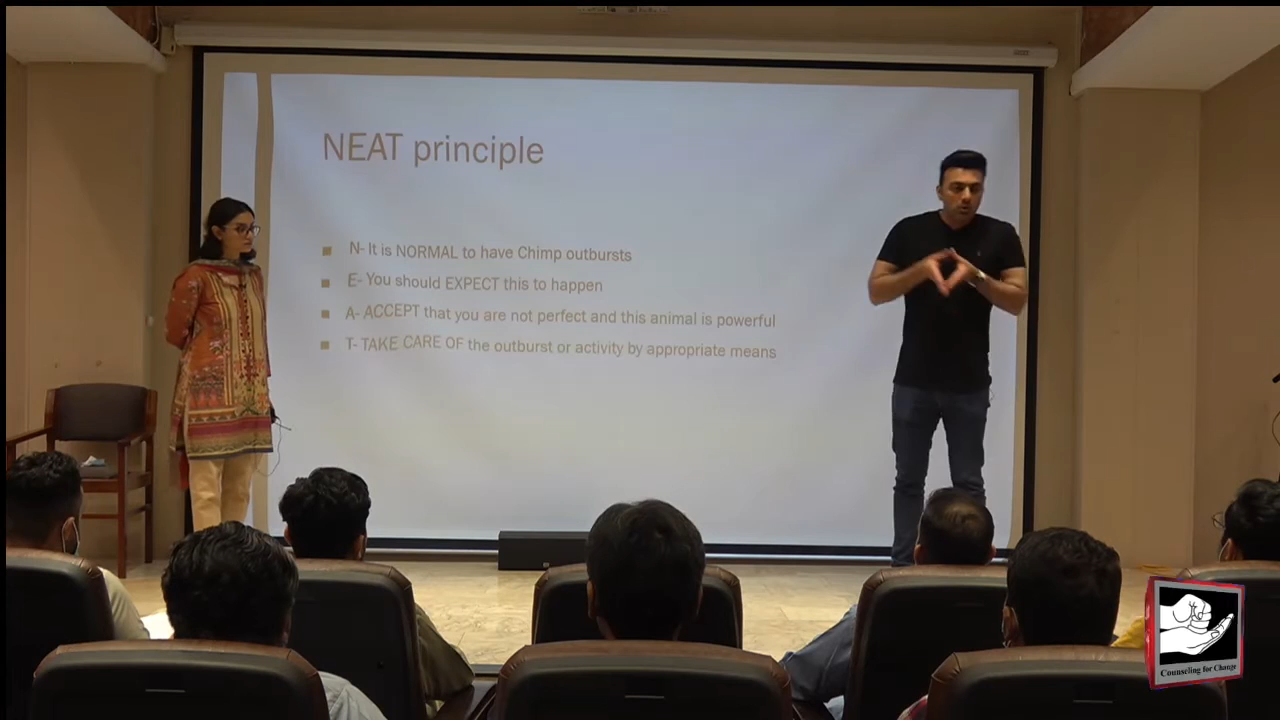 NEAT principle
N- It is NORMAL to have Chimp outbursts
E- You should EXPECT this to happen
A- ACCEPT that you are not perfect and this animal is powerful
T- TAKE CARE OF the outburst or activity by appropriate means
Counseling for Change